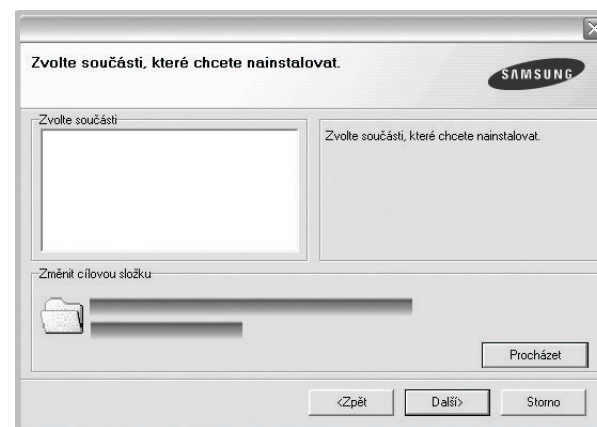 Zvolte součásti, které chcete nainstalovat.
SAMSUNG
Zvolte součásti
Zvolte součásti, které chcete nainstalovat.
Změnit cílovou složku
Procházet
<Zpět
Další>
Storno